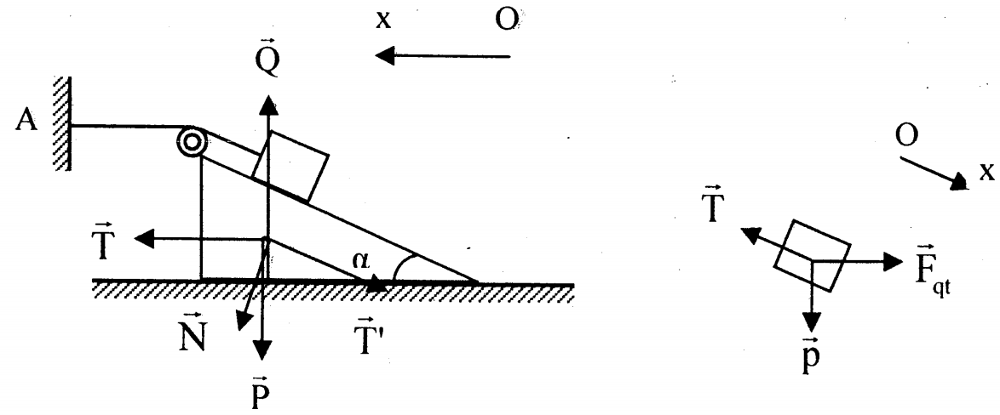 x O
Q⃗
A
O
x
T⃗
T⃗
α
F⃗qt
N⃗
T⃗'
p⃗
P⃗